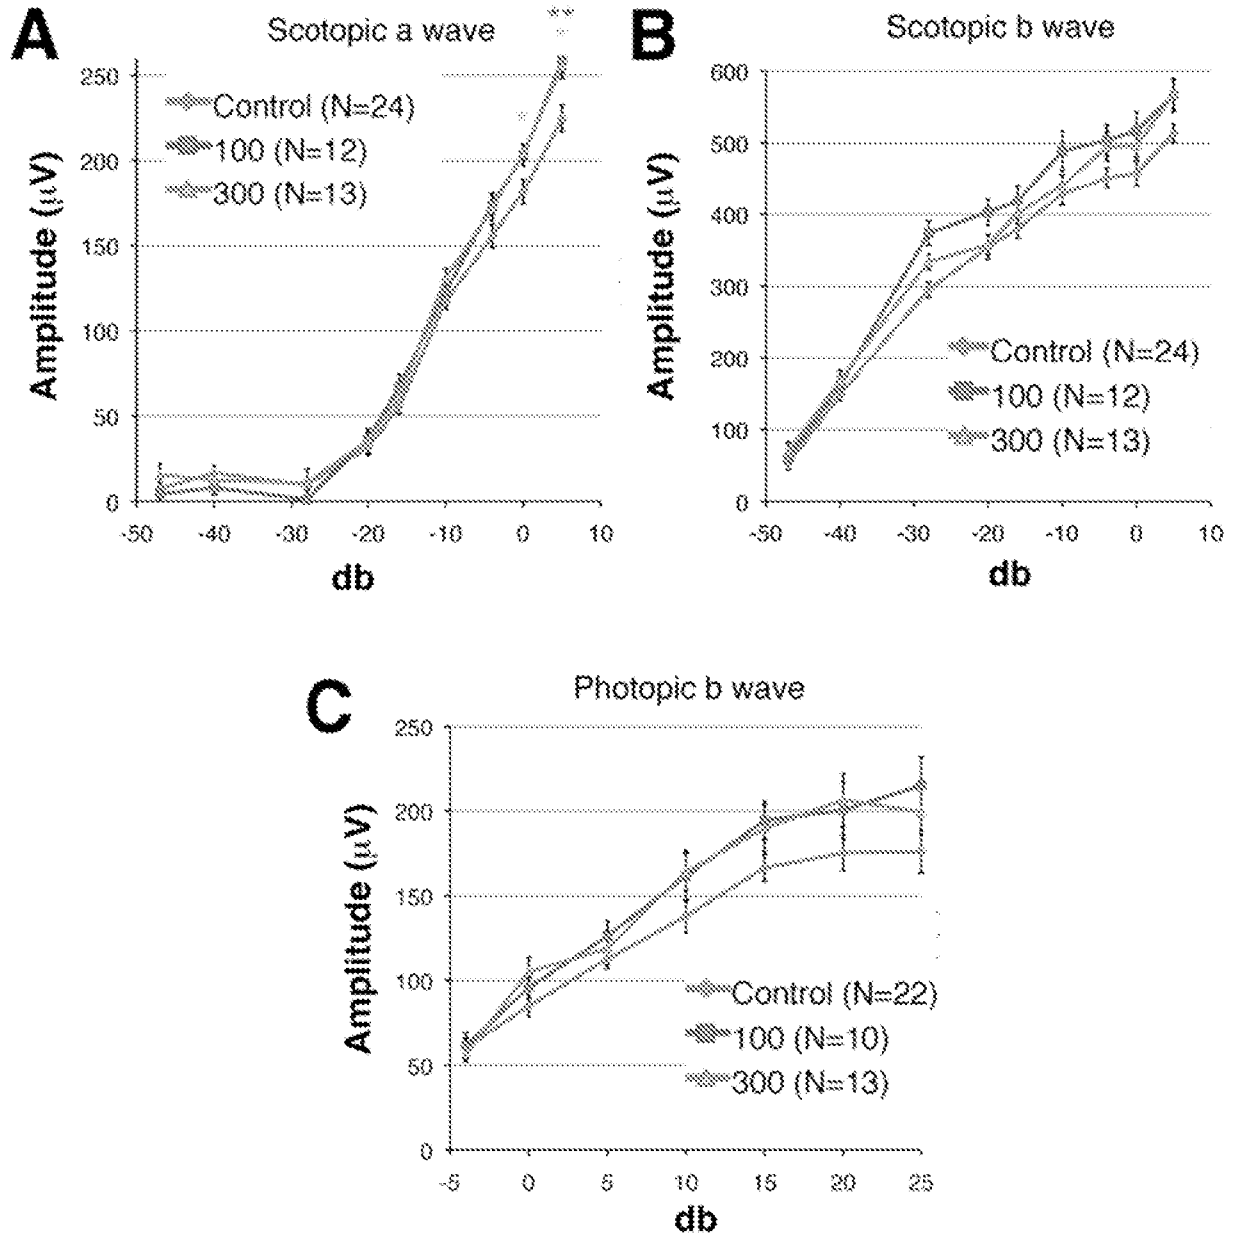 A
Scotopic a wave
**
*
*
Amplitude (μV)
250
200
150
100
50
0
-50 -40 -30 -20 -10 0 10
db
Control (N=24)
100 (N=12)
300 (N=13)
B
Scotopic b wave
Amplitude (μV)
600
500
400
300
200
100
0
-50 -40 -30 -20 -10 0 10
db
Control (N=24)
100 (N=12)
300 (N=13)
C
Photopic b wave
Amplitude (μV)
250
200
150
100
50
0
-5 0 5 10 15 20 25
db
Control (N=22)
100 (N=10)
300 (N=13)